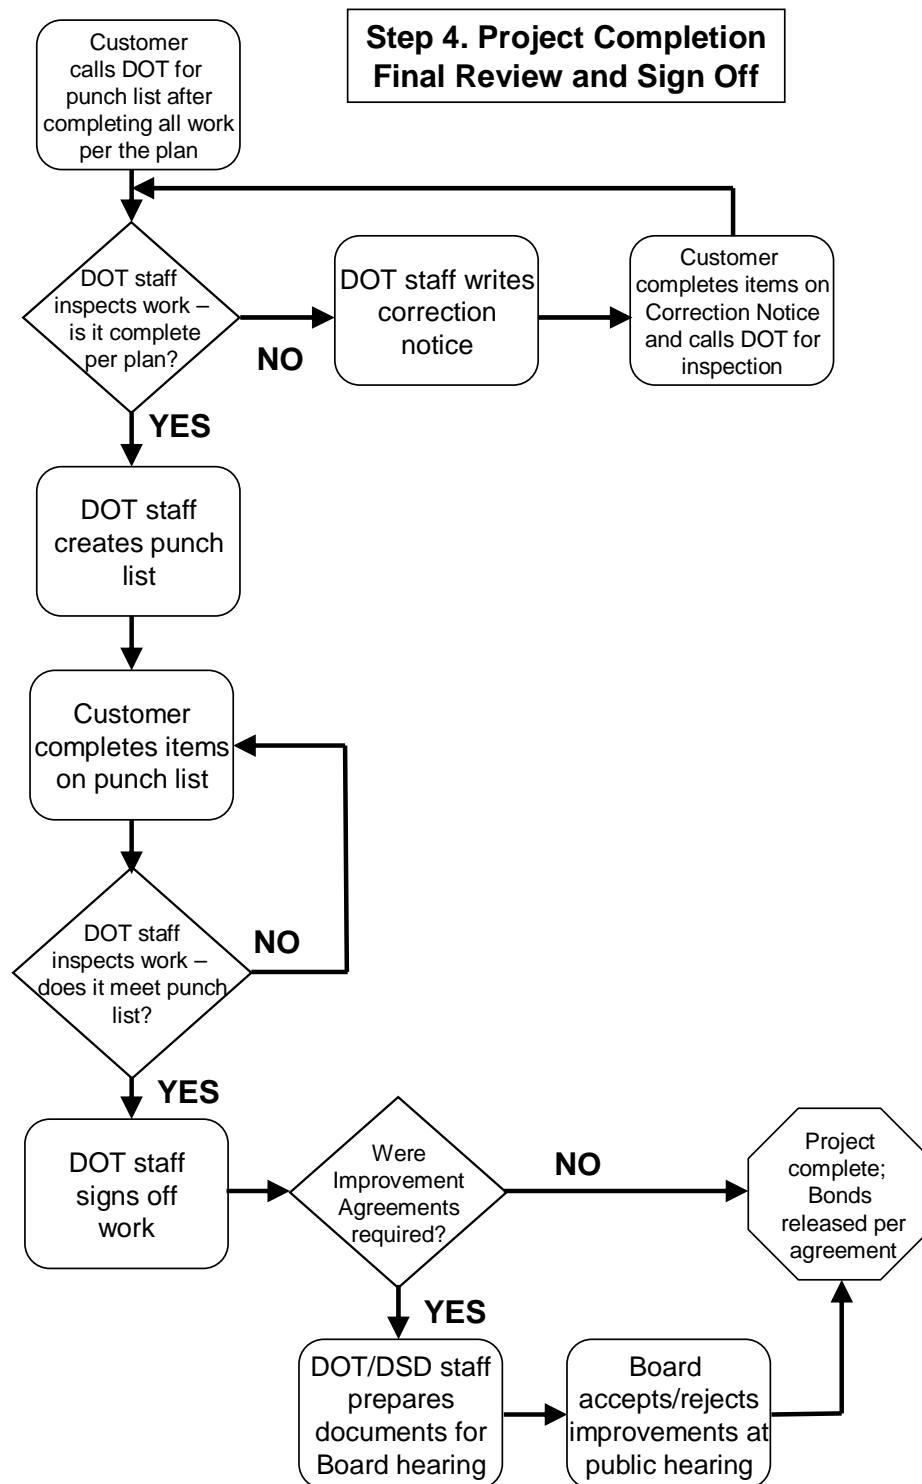 Step 4. Project Completion
Final Review and Sign Off
Customer
calls DOT for
punch list after
completing all work
per the plan
DOT staff
inspects work –
is it complete
per plan?
NO
DOT staff writes
correction
notice
Customer
completes items on
Correction Notice
and calls DOT for
inspection
YES
DOT staff
creates punch
list
Customer
completes items
on punch list
DOT staff
inspects work –
does it meet punch
list?
NO
YES
DOT staff
signs off
work
Were
Improvement
Agreements
required?
NO
Project
complete;
Bonds
released per
agreement
YES
DOT/DSD staff
prepares
documents for
Board hearing
Board
accepts/rejects
improvements at
public hearing